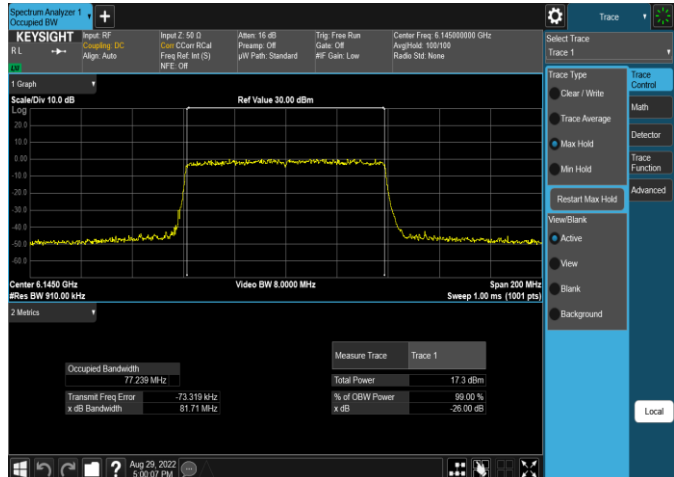 Spectrum Analyzer 1
Occupied BW
Trace
KEYSIGHT
Input: RF
Input Z: 50 Ω
Atten: 16 dB
Trig: Free Run
Center Freq: 6.145000000 GHz
Select Trace
RL
Coupling: DC
Corr CCorr RCal
Preamp: Off
Gate: Off
Avg|Hold: 100/100
Trace 1
Align: Auto
Freq Ref: Int (S)
µW Path: Standard
#IF Gain: Low
Radio Std: None
NFE: Off
1 Graph
Trace Type
Trace Control
Scale/Div 10.0 dB
Ref Value 30.00 dBm
Clear / Write
Log
Math
20.0
Trace Average
10.0
Detector
0.00
Max Hold
-10.0
Trace Function
Min Hold
-20.0
Advanced
-30.0
Restart Max Hold
-40.0
View/Blank
-50.0
Active
-60.0
View
Center 6.1450 GHz
Video BW 8.0000 MHz
Span 200 MHz
Blank
#Res BW 910.00 kHz
Sweep 1.00 ms (1001 pts)
Background
2 Metrics
Measure Trace
Trace 1
Occupied Bandwidth
77.239 MHz
Total Power
17.3 dBm
Transmit Freq Error
-73.319 kHz
% of OBW Power
99.00 %
x dB Bandwidth
81.71 MHz
x dB
-26.00 dB
Local
?
Aug 29, 2022
5:00:07 PM